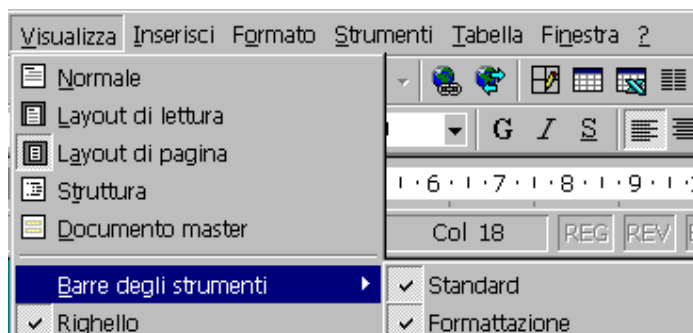 Visualizza Inserisci Formato Strumenti Tabella Finestra ?
Normale
Layout di lettura
Layout di pagina
G I S
Struttura
6 7 8 9
Documento master
Col 18 REG REV
Barre degli strumenti
Standard
Righello
Formattazione